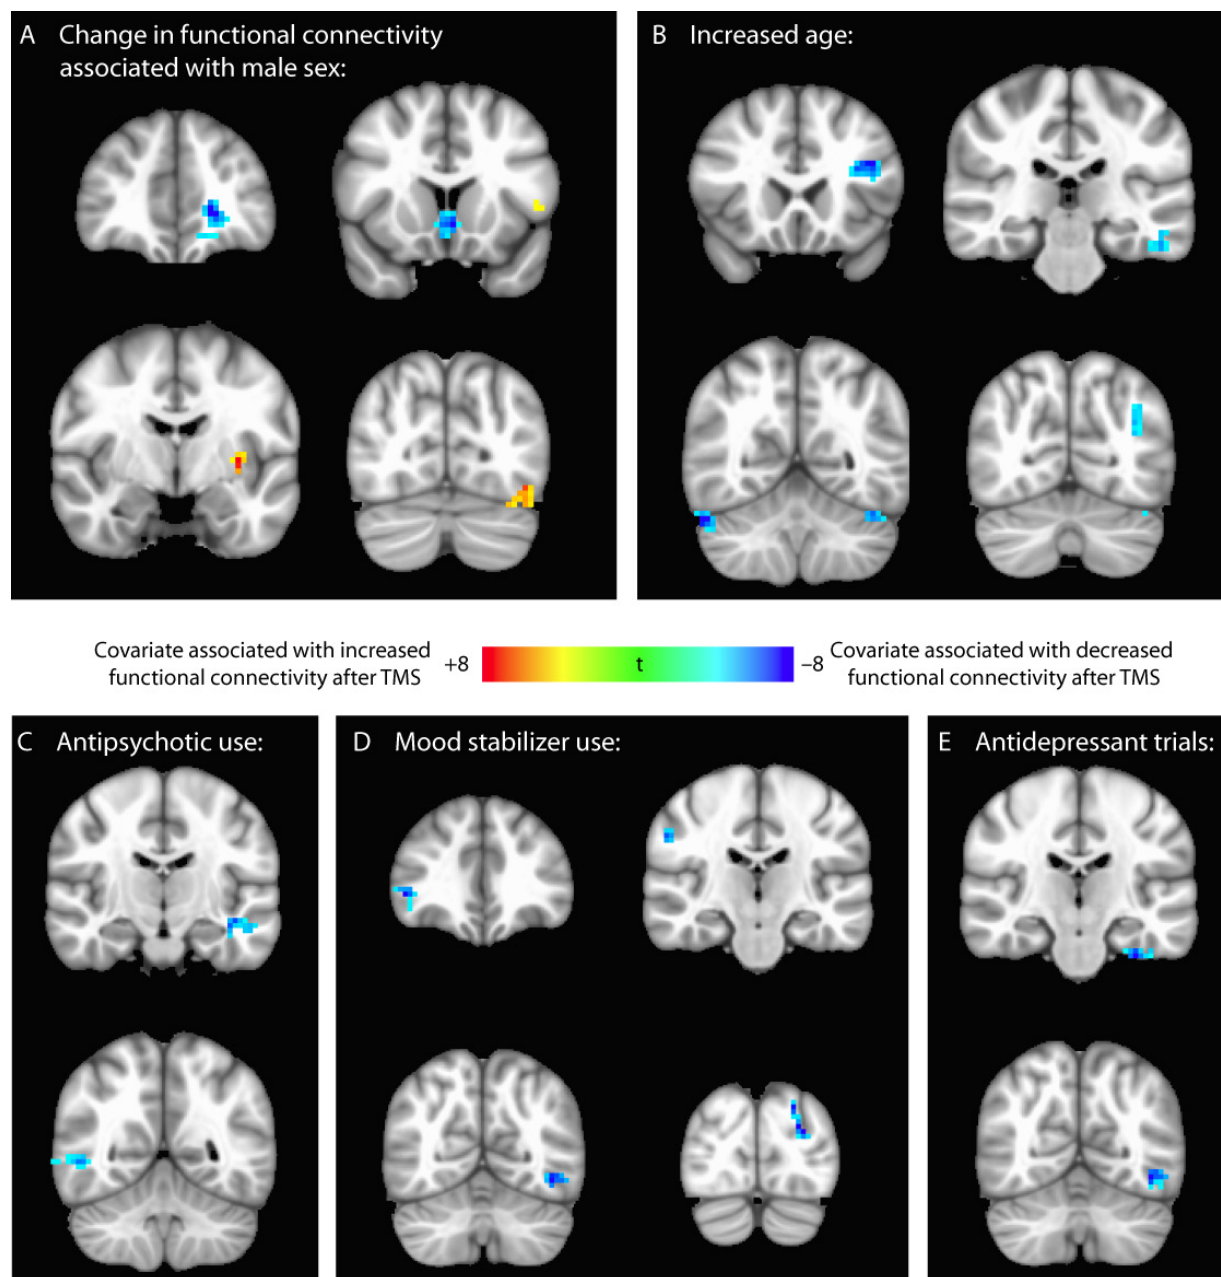 A Change in functional connectivity
associated with male sex:
B Increased age:
Covariate associated with increased
functional connectivity after TMS
+8
t
–8
Covariate associated with decreased
functional connectivity after TMS
C Antipsychotic use:
D Mood stabilizer use:
E Antidepressant trials: